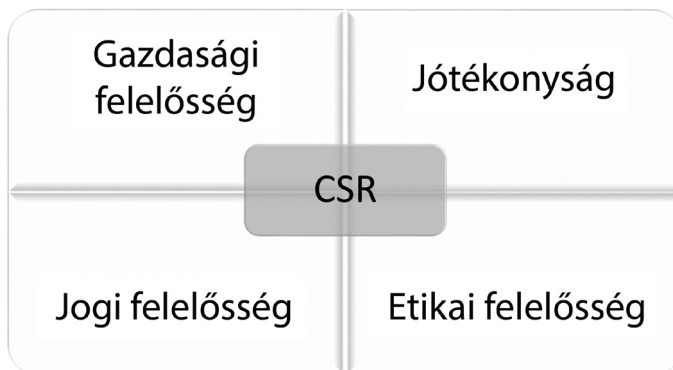 Gazdasági
felelősség
Jótékonyság
CSR
Jogi felelősség
Etikai felelősség